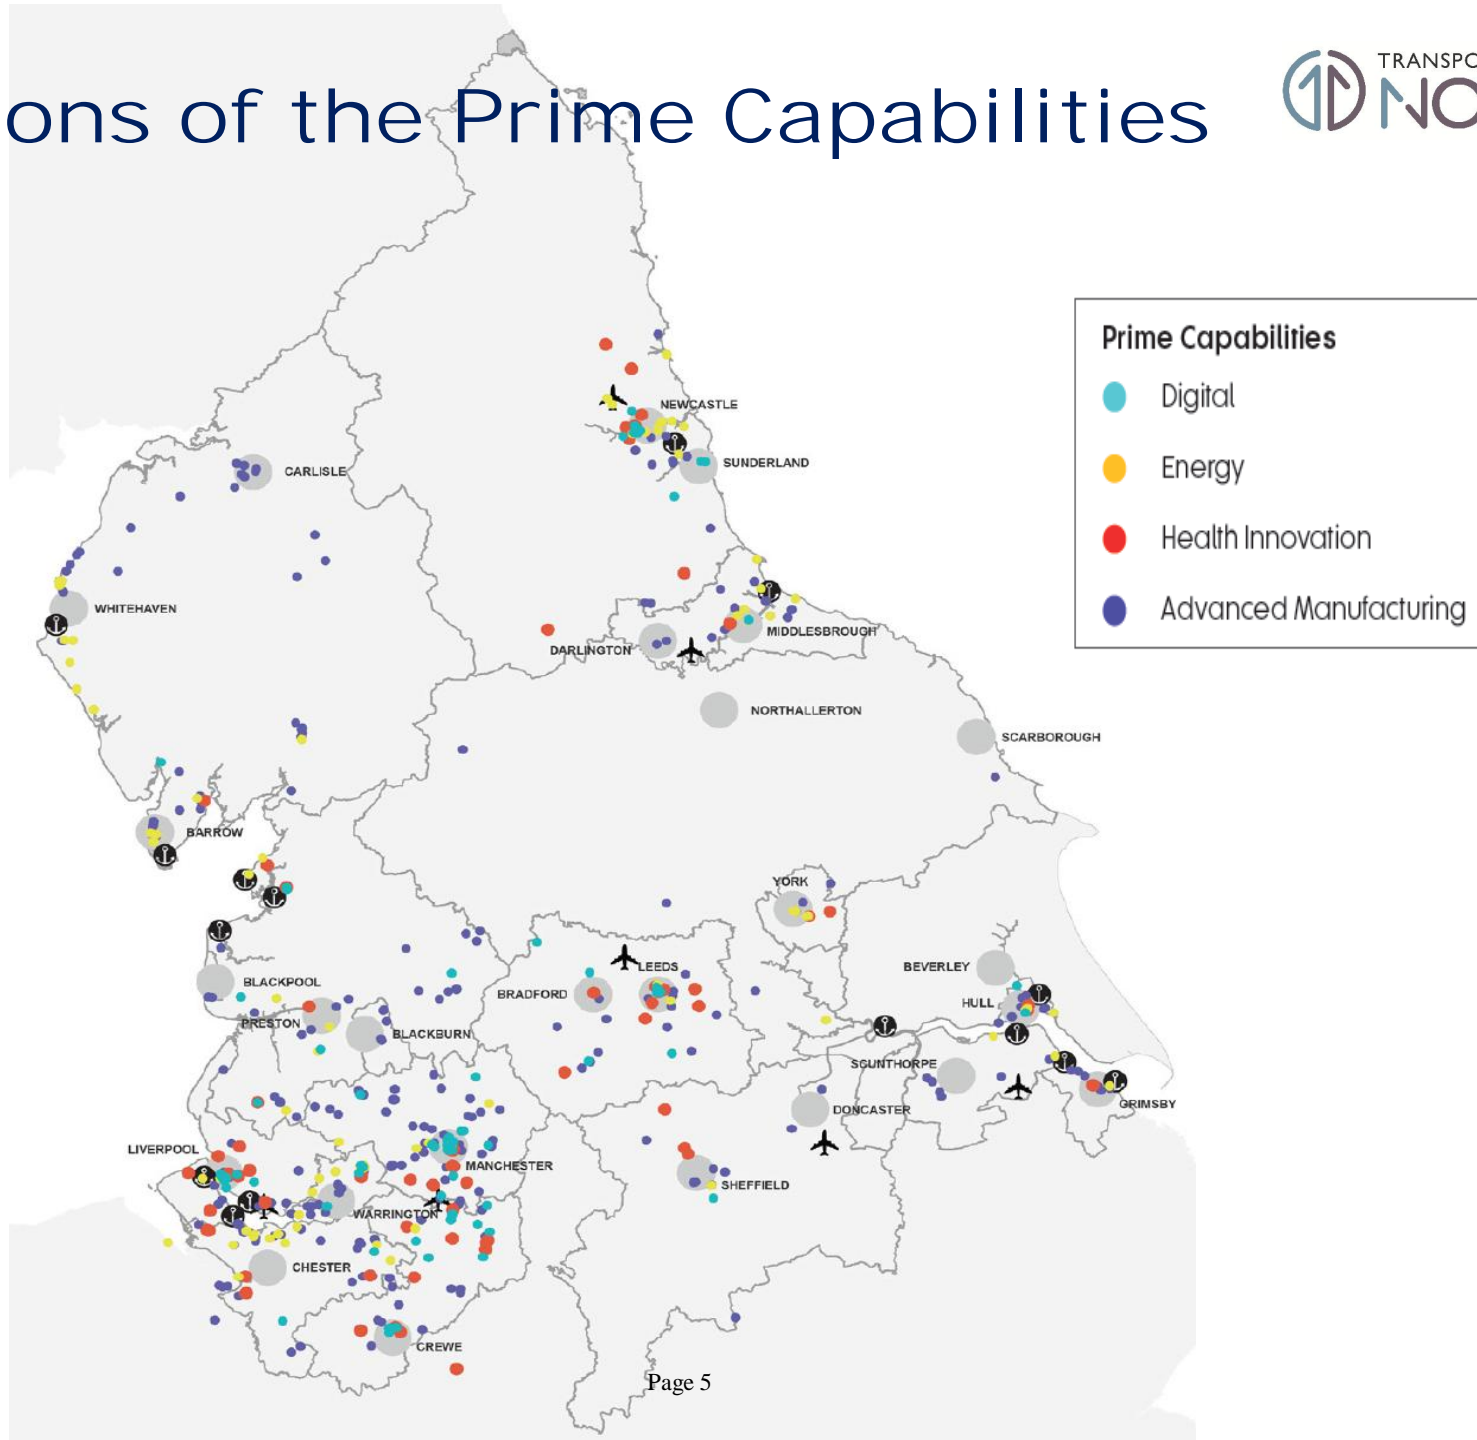 ons of the Prime Capabilities
TRANSPO
NO
Prime Capabilities
Digital
Energy
Health Innovation
Advanced Manufacturing
NEWCASTLE
SUNDERLAND
CARLISLE
WHITEHAVEN
MIDDLESBROUGH
DARLINGTON
NORTHALLERTON
SCARBOROUGH
BARROW
YORK
BEVERLEY
LEEDS
BLACKPOOL
BRADFORD
HULL
PRESTON
BLACKBURN
SCUNTHORPE
GRIMSBY
DONCASTER
LIVERPOOL
MANCHESTER
SHEFFIELD
WARRINGTON
CHESTER
CREWE
Page 5